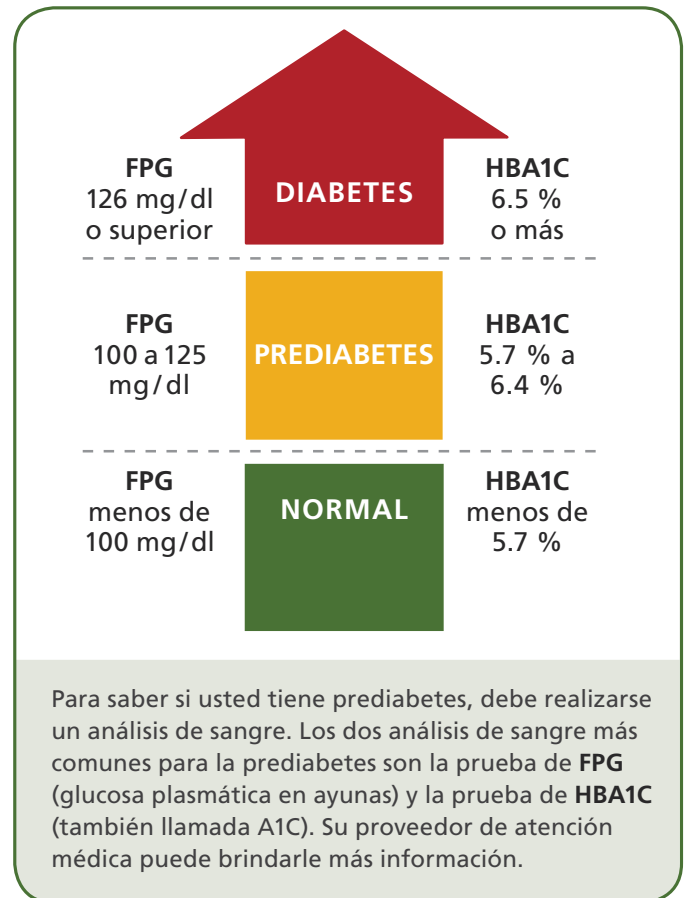 FPG
126 mg/dl
o superior
DIABETES
HBA1C
6.5 %
o más
FPG
100 a 125
mg/dl
PREDIABETES
HBA1C
5.7 % a
6.4 %
FPG
menos de
100 mg/dl
NORMAL
HBA1C
menos de
5.7 %
Para saber si usted tiene prediabetes, debe realizarse
un análisis de sangre. Los dos análisis de sangre más
comunes para la prediabetes son la prueba de FPG
(glucosa plasmática en ayunas) y la prueba de HBA1C
(también llamada A1C). Su proveedor de atención
médica puede brindarle más información.